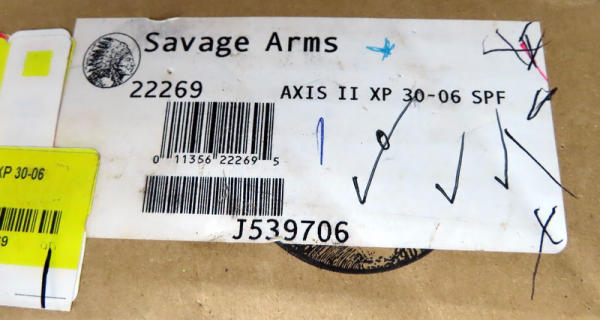 Savage Arms
22269 AXIS II XP 30-06 SPF
0 11356 22269 5
J539706
XP 30-06